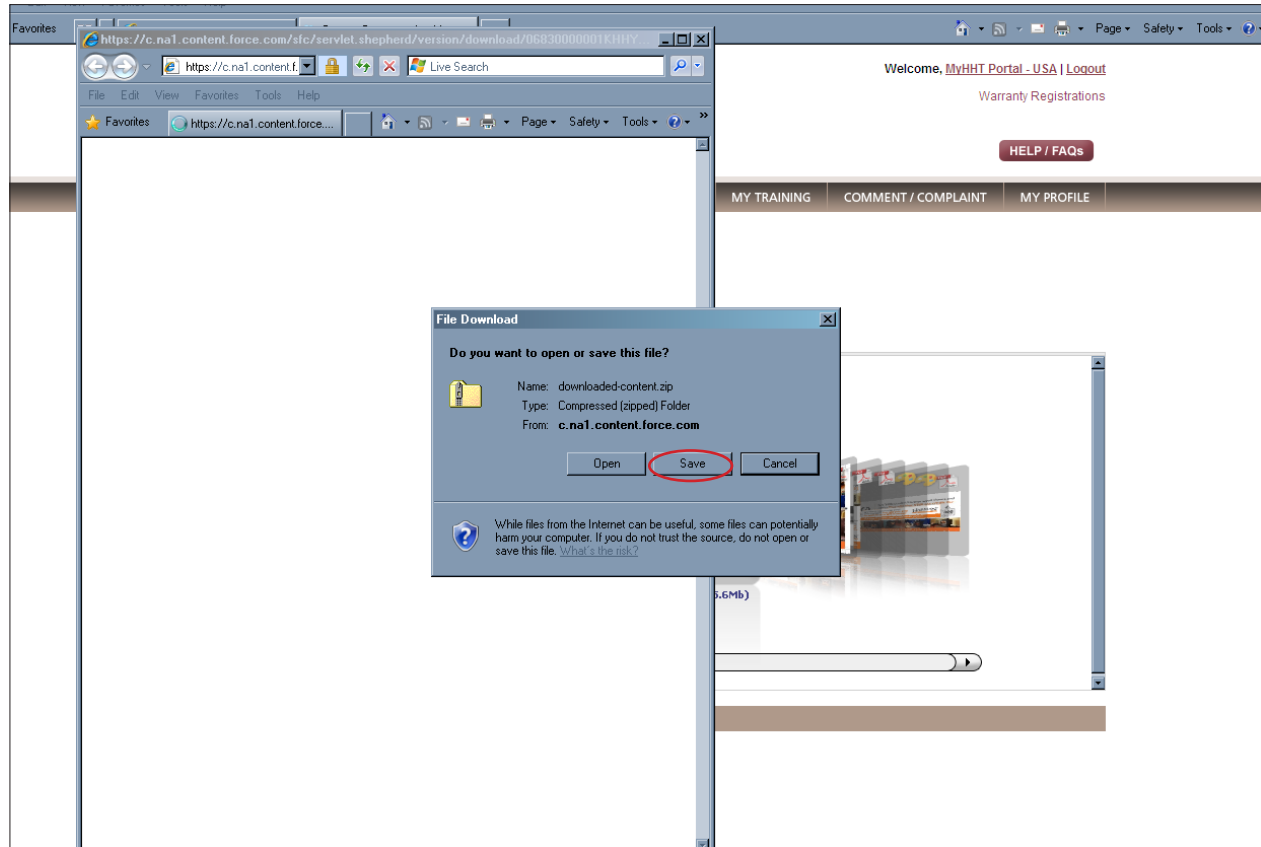 Favorites
Page
Safety
Tools
https://c.na1.content.force.com/sfc/servlet.shepherd/version/download/06830000001KHHY...
https://c.na1.content.f.
Live Search
File Edit View Favorites Tools Help
Favorites
https://c.na1.content.force....
Page
Safety
Tools
»
Welcome, MyHHT Portal - USA | Logout
Warranty Registrations
HELP / FAQs
MY TRAINING
COMMENT / COMPLAINT
MY PROFILE
File Download
Do you want to open or save this file?
Name: downloaded-content.zip
Type: Compressed (zipped) Folder
From: c.na1.content.force.com
Open
Save
Cancel
While files from the Internet can be useful, some files can potentially
harm your computer. If you do not trust the source, do not open or
save this file. What's the risk?
5.6Mb)